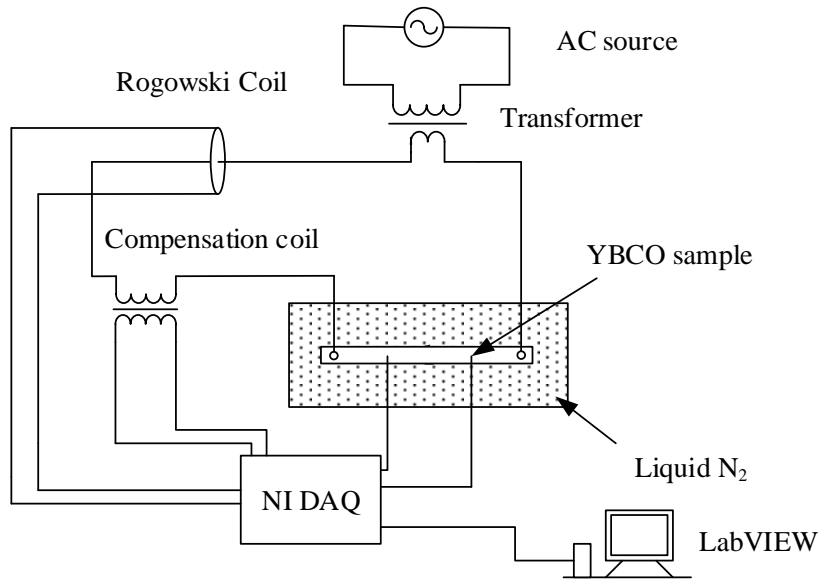 AC source
Rogowski Coil
Transformer
Compensation coil
YBCO sample
Liquid N₂
NI DAQ
LabVIEW